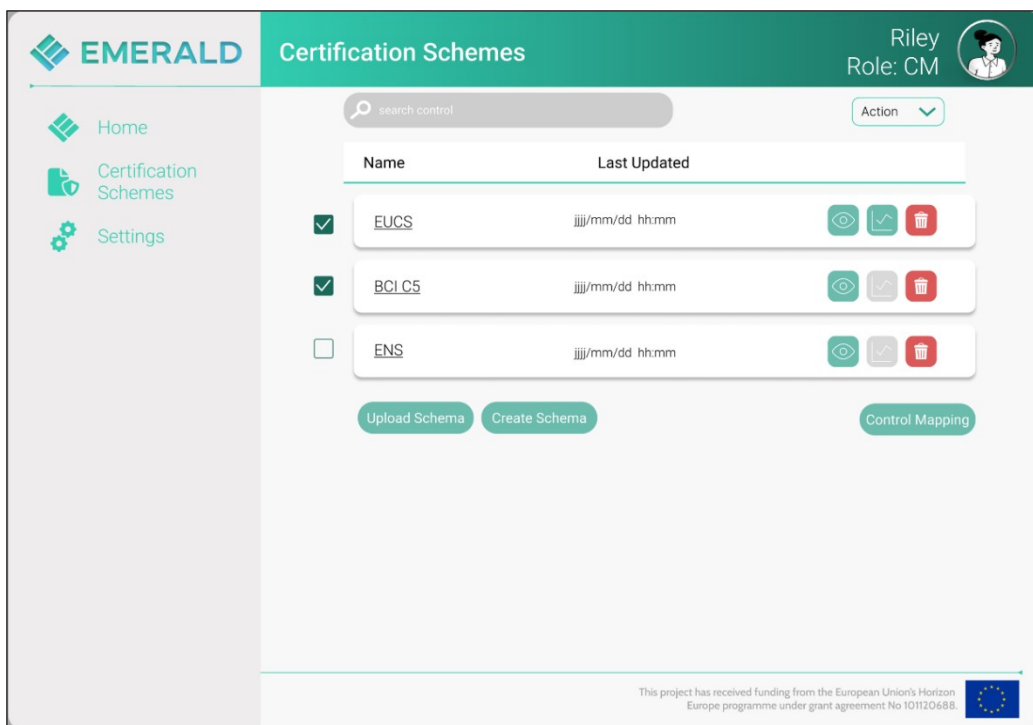 EMERALD
Certification Schemes
Riley
Role: CM
Home
Certification
Schemes
Settings
search control
Action
Name Last Updated
EUCS jjjj/mm/dd hh:mm
BCI C5 jjjj/mm/dd hh:mm
ENS jjjj/mm/dd hh:mm
Upload Schema Create Schema Control Mapping
This project has received funding from the European Union's Horizon
Europe programme under grant agreement No 101120688.